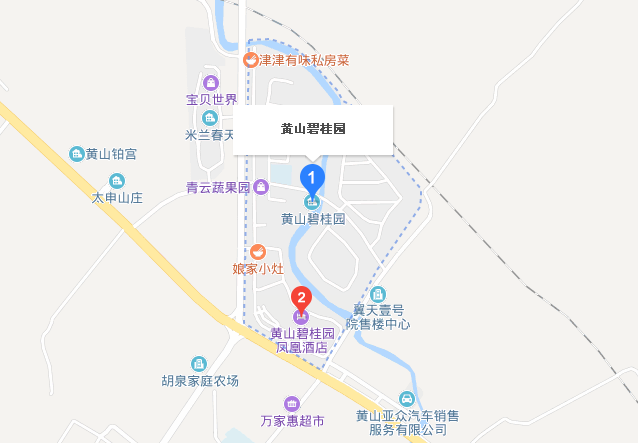 津津有味私房菜
宝贝世界
黄山碧桂园
米兰春天
黄山铂宫
1
青云蔬果园
太申山庄
黄山碧桂园
娘家小灶
2
翼天壹号
院售楼中心
黄山碧桂园
凤凰酒店
胡泉家庭农场
万家惠超市
黄山亚众汽车销售
服务有限公司